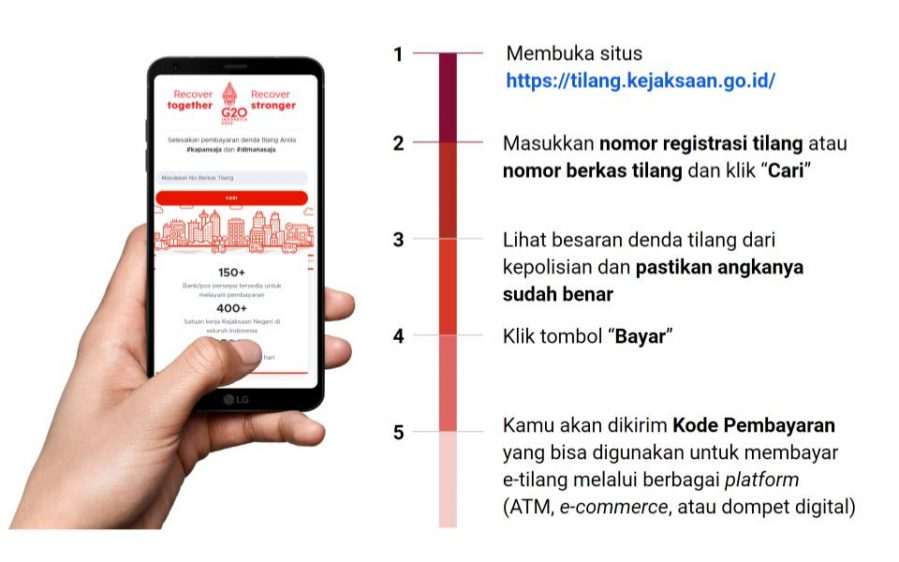 Recover
together
Recover
stronger
G20
INDONESIA
2022
Selesaikan pembayaran denda tilang Anda
#kapansaja dan #dimanasaja.
Masukkan No Berkas Tilang
CARI
150+
Bank/pos persepsi tersedia untuk
melayani pembayaran
400+
Satuan kerja Kejaksaan Negeri di
seluruh Indonesia
hari
LG
1
Membuka situs
https://tilang.kejaksaan.go.id/
2
Masukkan nomor registrasi tilang atau
nomor berkas tilang dan klik “Cari”
3
Lihat besaran denda tilang dari
kepolisian dan pastikan angkanya
sudah benar
4
Klik tombol “Bayar”
5
Kamu akan dikirim Kode Pembayaran
yang bisa digunakan untuk membayar
e-tilang melalui berbagai platform
(ATM, e-commerce, atau dompet digital)